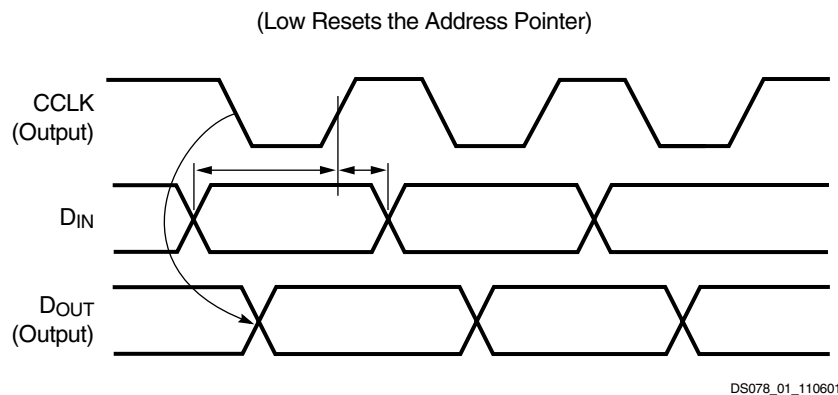 (Low Resets the Address Pointer)
CCLK
(Output)
DIN
DOUT
(Output)
DS078_01_110601